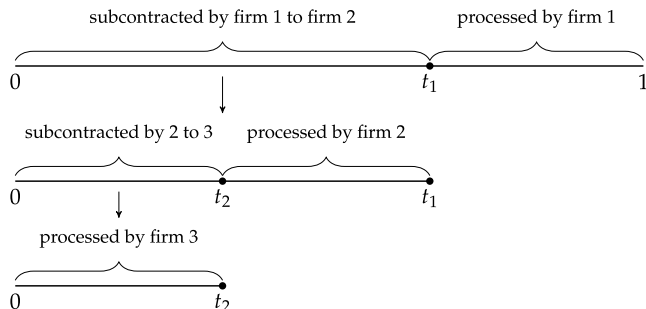 subcontracted by firm 1 to firm 2 processed by firm 1
0 t₁ 1
subcontracted by 2 to 3 processed by firm 2
0 t₂ t₁
processed by firm 3
0 t₂